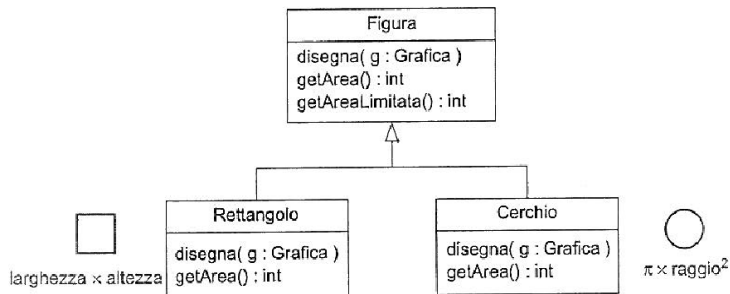 Figura
disegna( g : Grafica )
getArea() : int
getAreaLimitata() : int
Rettangolo
disegna( g : Grafica )
getArea() : int
larghezza × altezza
Cerchio
disegna( g : Grafica )
getArea() : int
π × raggio²